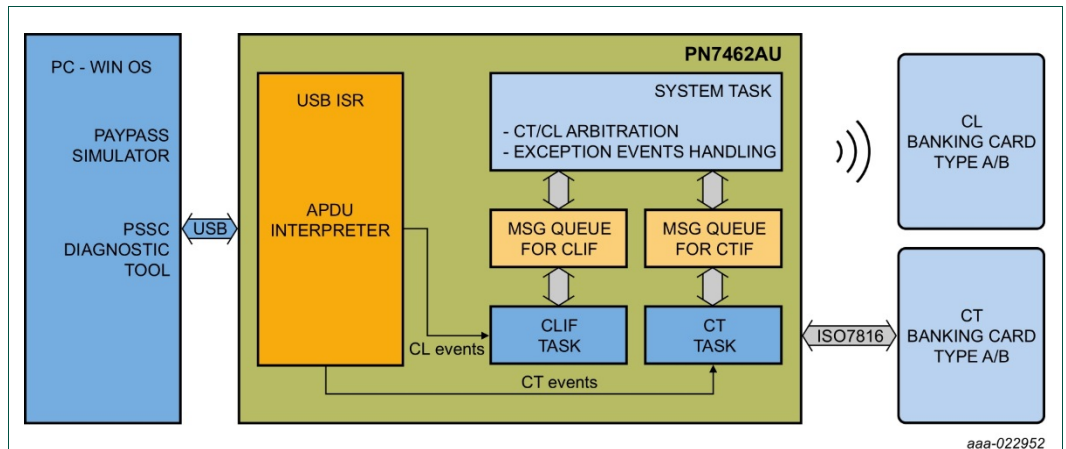 PC - WIN OS
PAYPASS
SIMULATOR
PSSC
DIAGNOSTIC
TOOL
USB
PN7462AU
USB ISR
APDU
INTERPRETER
SYSTEM TASK
- CT/CL ARBITRATION
- EXCEPTION EVENTS HANDLING
MSG QUEUE
FOR CLIF
MSG QUEUE
FOR CTIF
CLIF
TASK
CT
TASK
CL events
CT events
ISO7816
CL
BANKING CARD
TYPE A/B
CT
BANKING CARD
TYPE A/B
aaa-022952